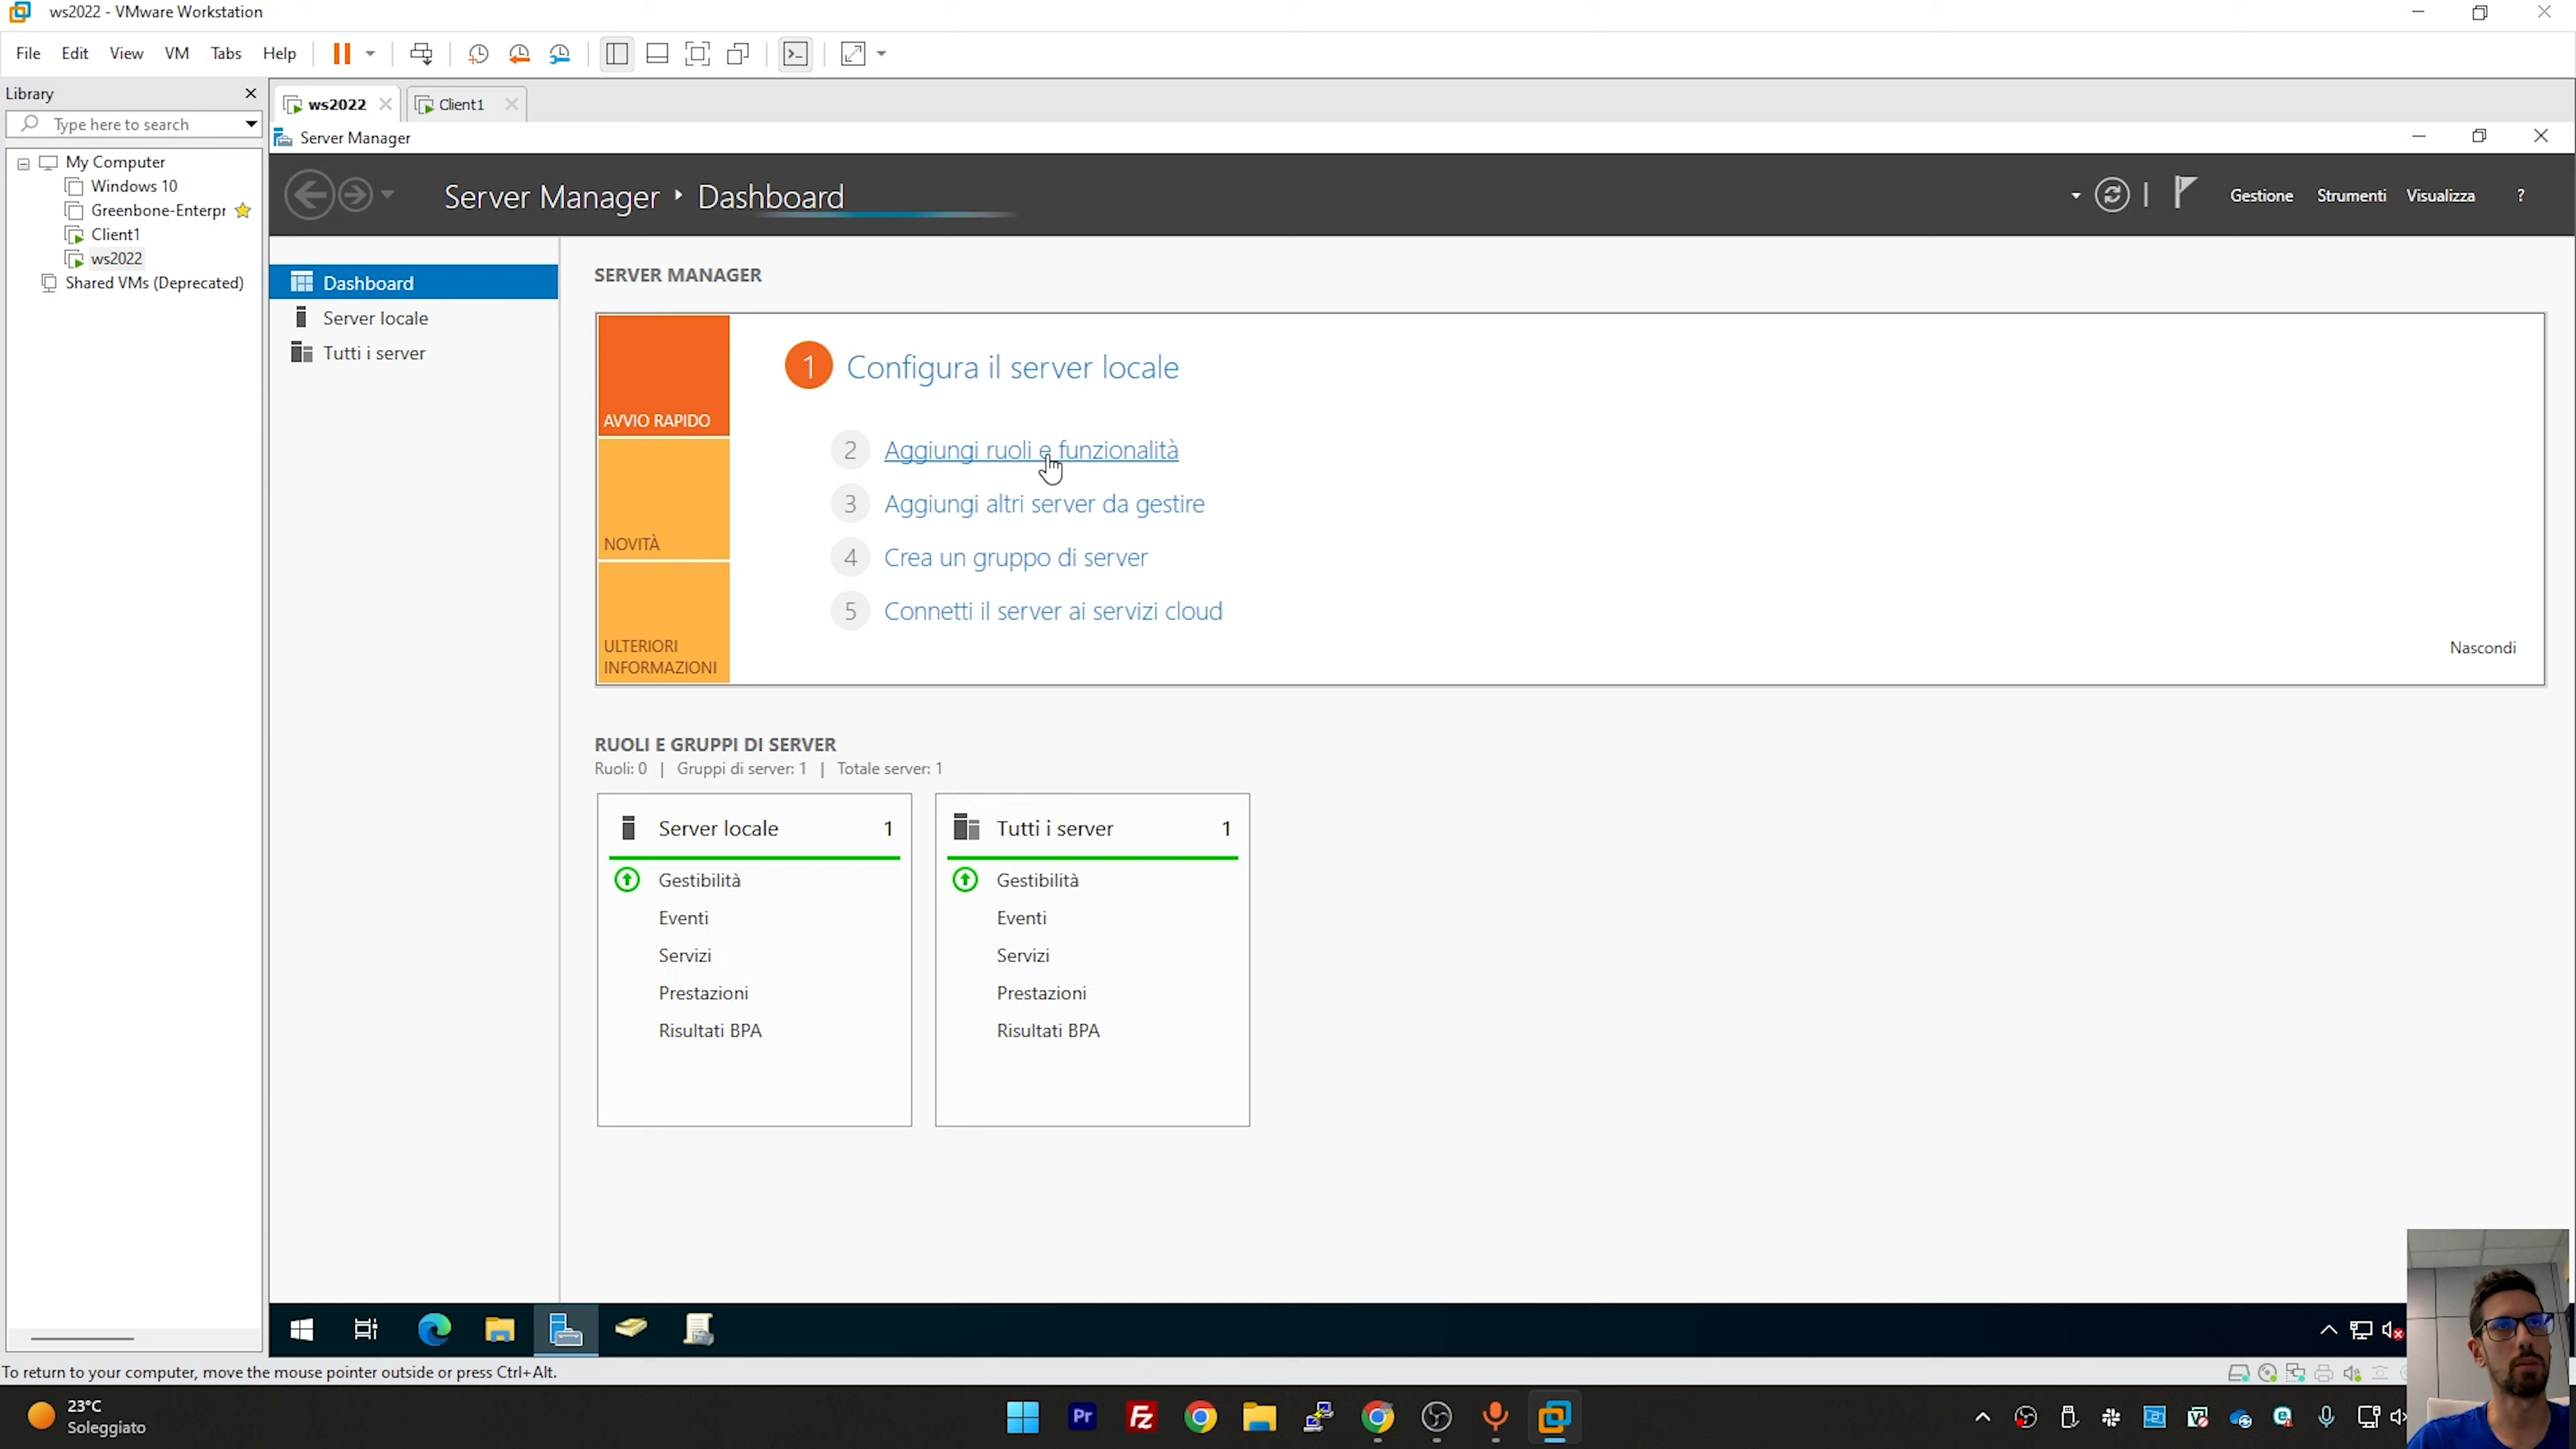 ws2022 - VMware Workstation
File Edit View VM Tabs Help
Library
Type here to search
My Computer
Windows 10
Greenbone-Enterpr
Client1
ws2022
Shared VMs (Deprecated)
ws2022 Client1
Server Manager
Server Manager Dashboard
Gestione Strumenti Visualizza ?
Dashboard
Server locale
Tutti i server
SERVER MANAGER
AVVIO RAPIDO
NOVITÀ
ULTERIORI
INFORMAZIONI
1 Configura il server locale
2 Aggiungi ruoli e funzionalità
3 Aggiungi altri server da gestire
4 Crea un gruppo di server
5 Connetti il server ai servizi cloud
Nascondi
RUOLI E GRUPPI DI SERVER
Ruoli: 0 | Gruppi di server: 1 | Totale server: 1
Server locale 1
Gestibilità
Eventi
Servizi
Prestazioni
Risultati BPA
Tutti i server 1
Gestibilità
Eventi
Servizi
Prestazioni
Risultati BPA
To return to your computer, move the mouse pointer outside or press Ctrl+Alt.
23°C
Soleggiato
Pr
Fz